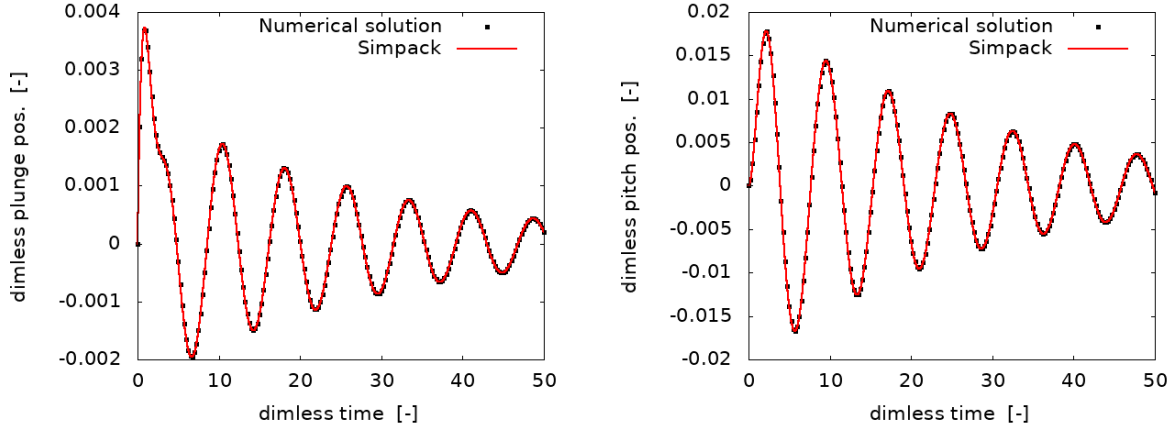 Numerical solution
Simpack
0.004
0.003
0.002
0.001
0
-0.001
-0.002
dimless plunge pos. [-]
0 10 20 30 40 50
dimless time [-]
Numerical solution
Simpack
0.02
0.015
0.01
0.005
0
-0.005
-0.01
-0.015
-0.02
dimless pitch pos. [-]
0 10 20 30 40 50
dimless time [-]